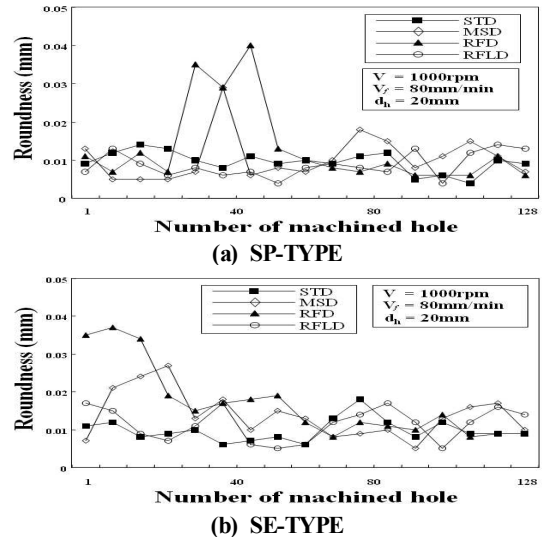 (a)
0.05
0.04
0.03
0.02
0.01
0
Roundness (mm)
STD
MSD
RFD
RFLD
V = 1000rpm
Vf = 80mm/min
dh = 20mm
1 40 80 128
Number of machined hole
(a) SP-TYPE
0.05
0.04
0.03
0.02
0.01
0
Roundness (mm)
STD
MSD
RFD
RFLD
V = 1000rpm
Vf = 80mm/min
dh = 20mm
1 40 80 128
Number of machined hole
(b) SE-TYPE